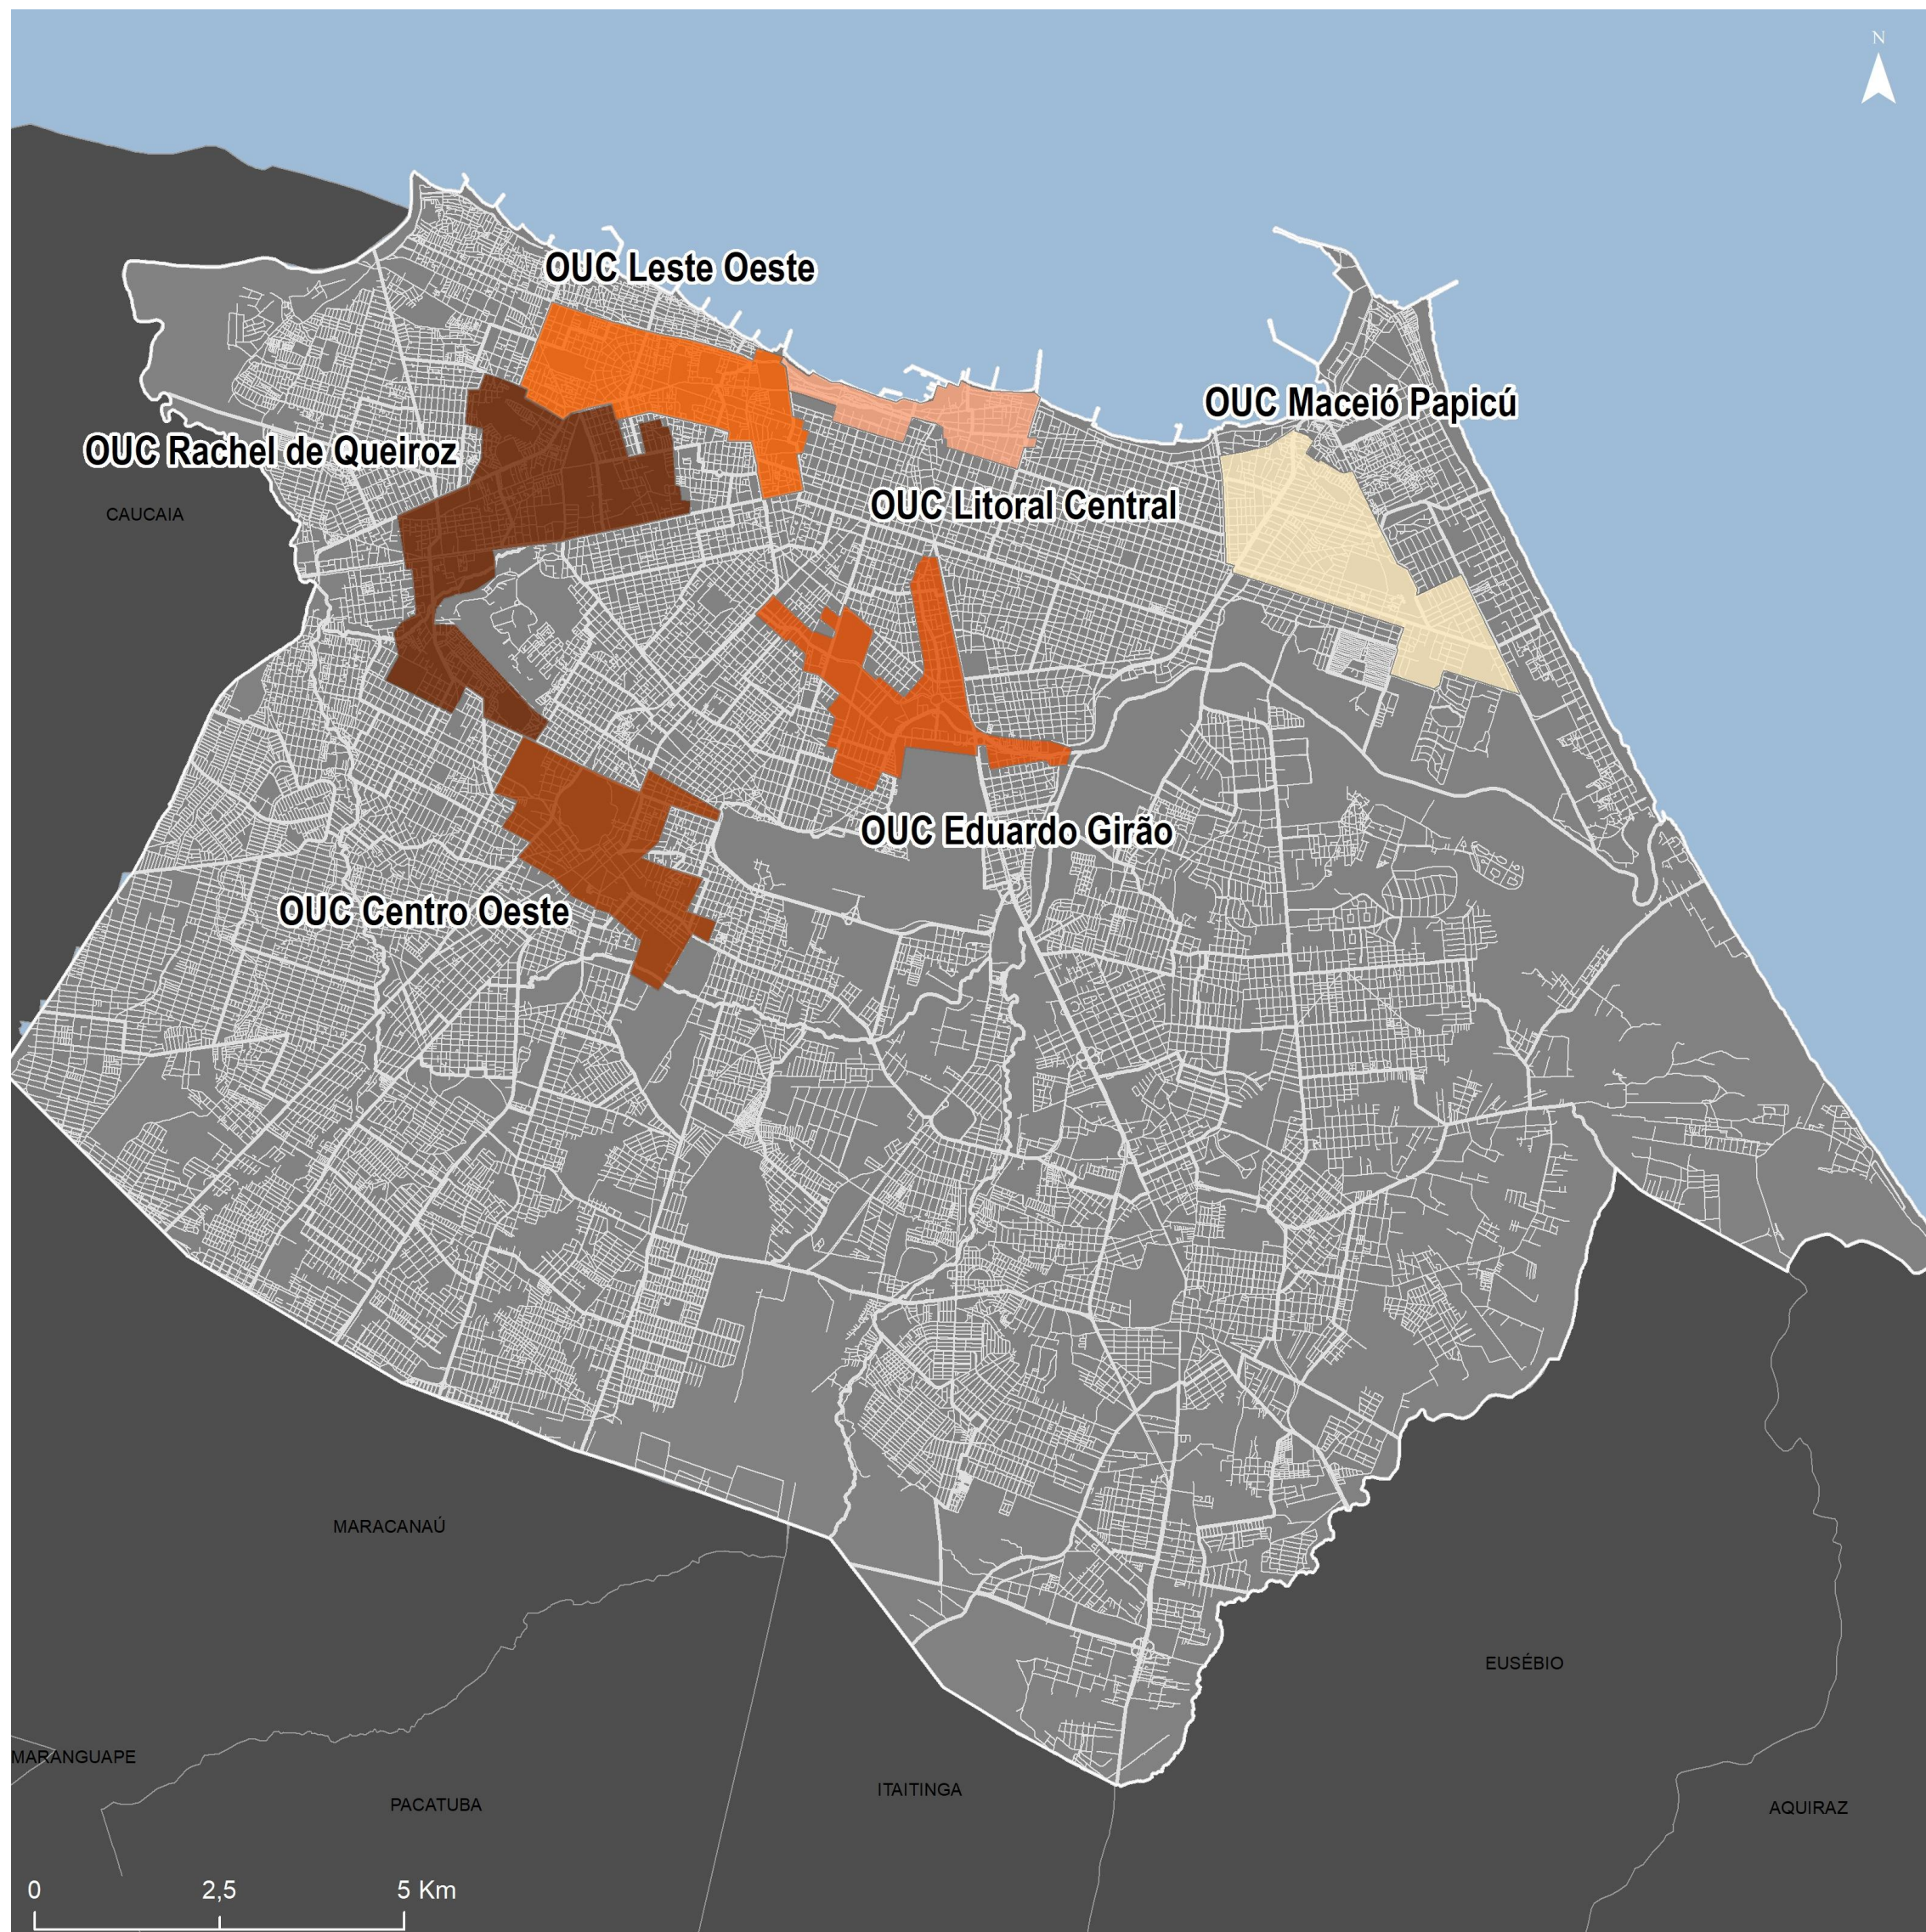 N
OUC Leste Oeste
OUC Maceió Papicú
OUC Rachel de Queiroz
OUC Litoral Central
CAUCAIA
OUC Eduardo Girão
OUC Centro Oeste
MARACANAÚ
EUSÉBIO
MARANGUAPE
ITAITINGA
PACATUBA
AQUIRAZ
0 2,5 5 Km